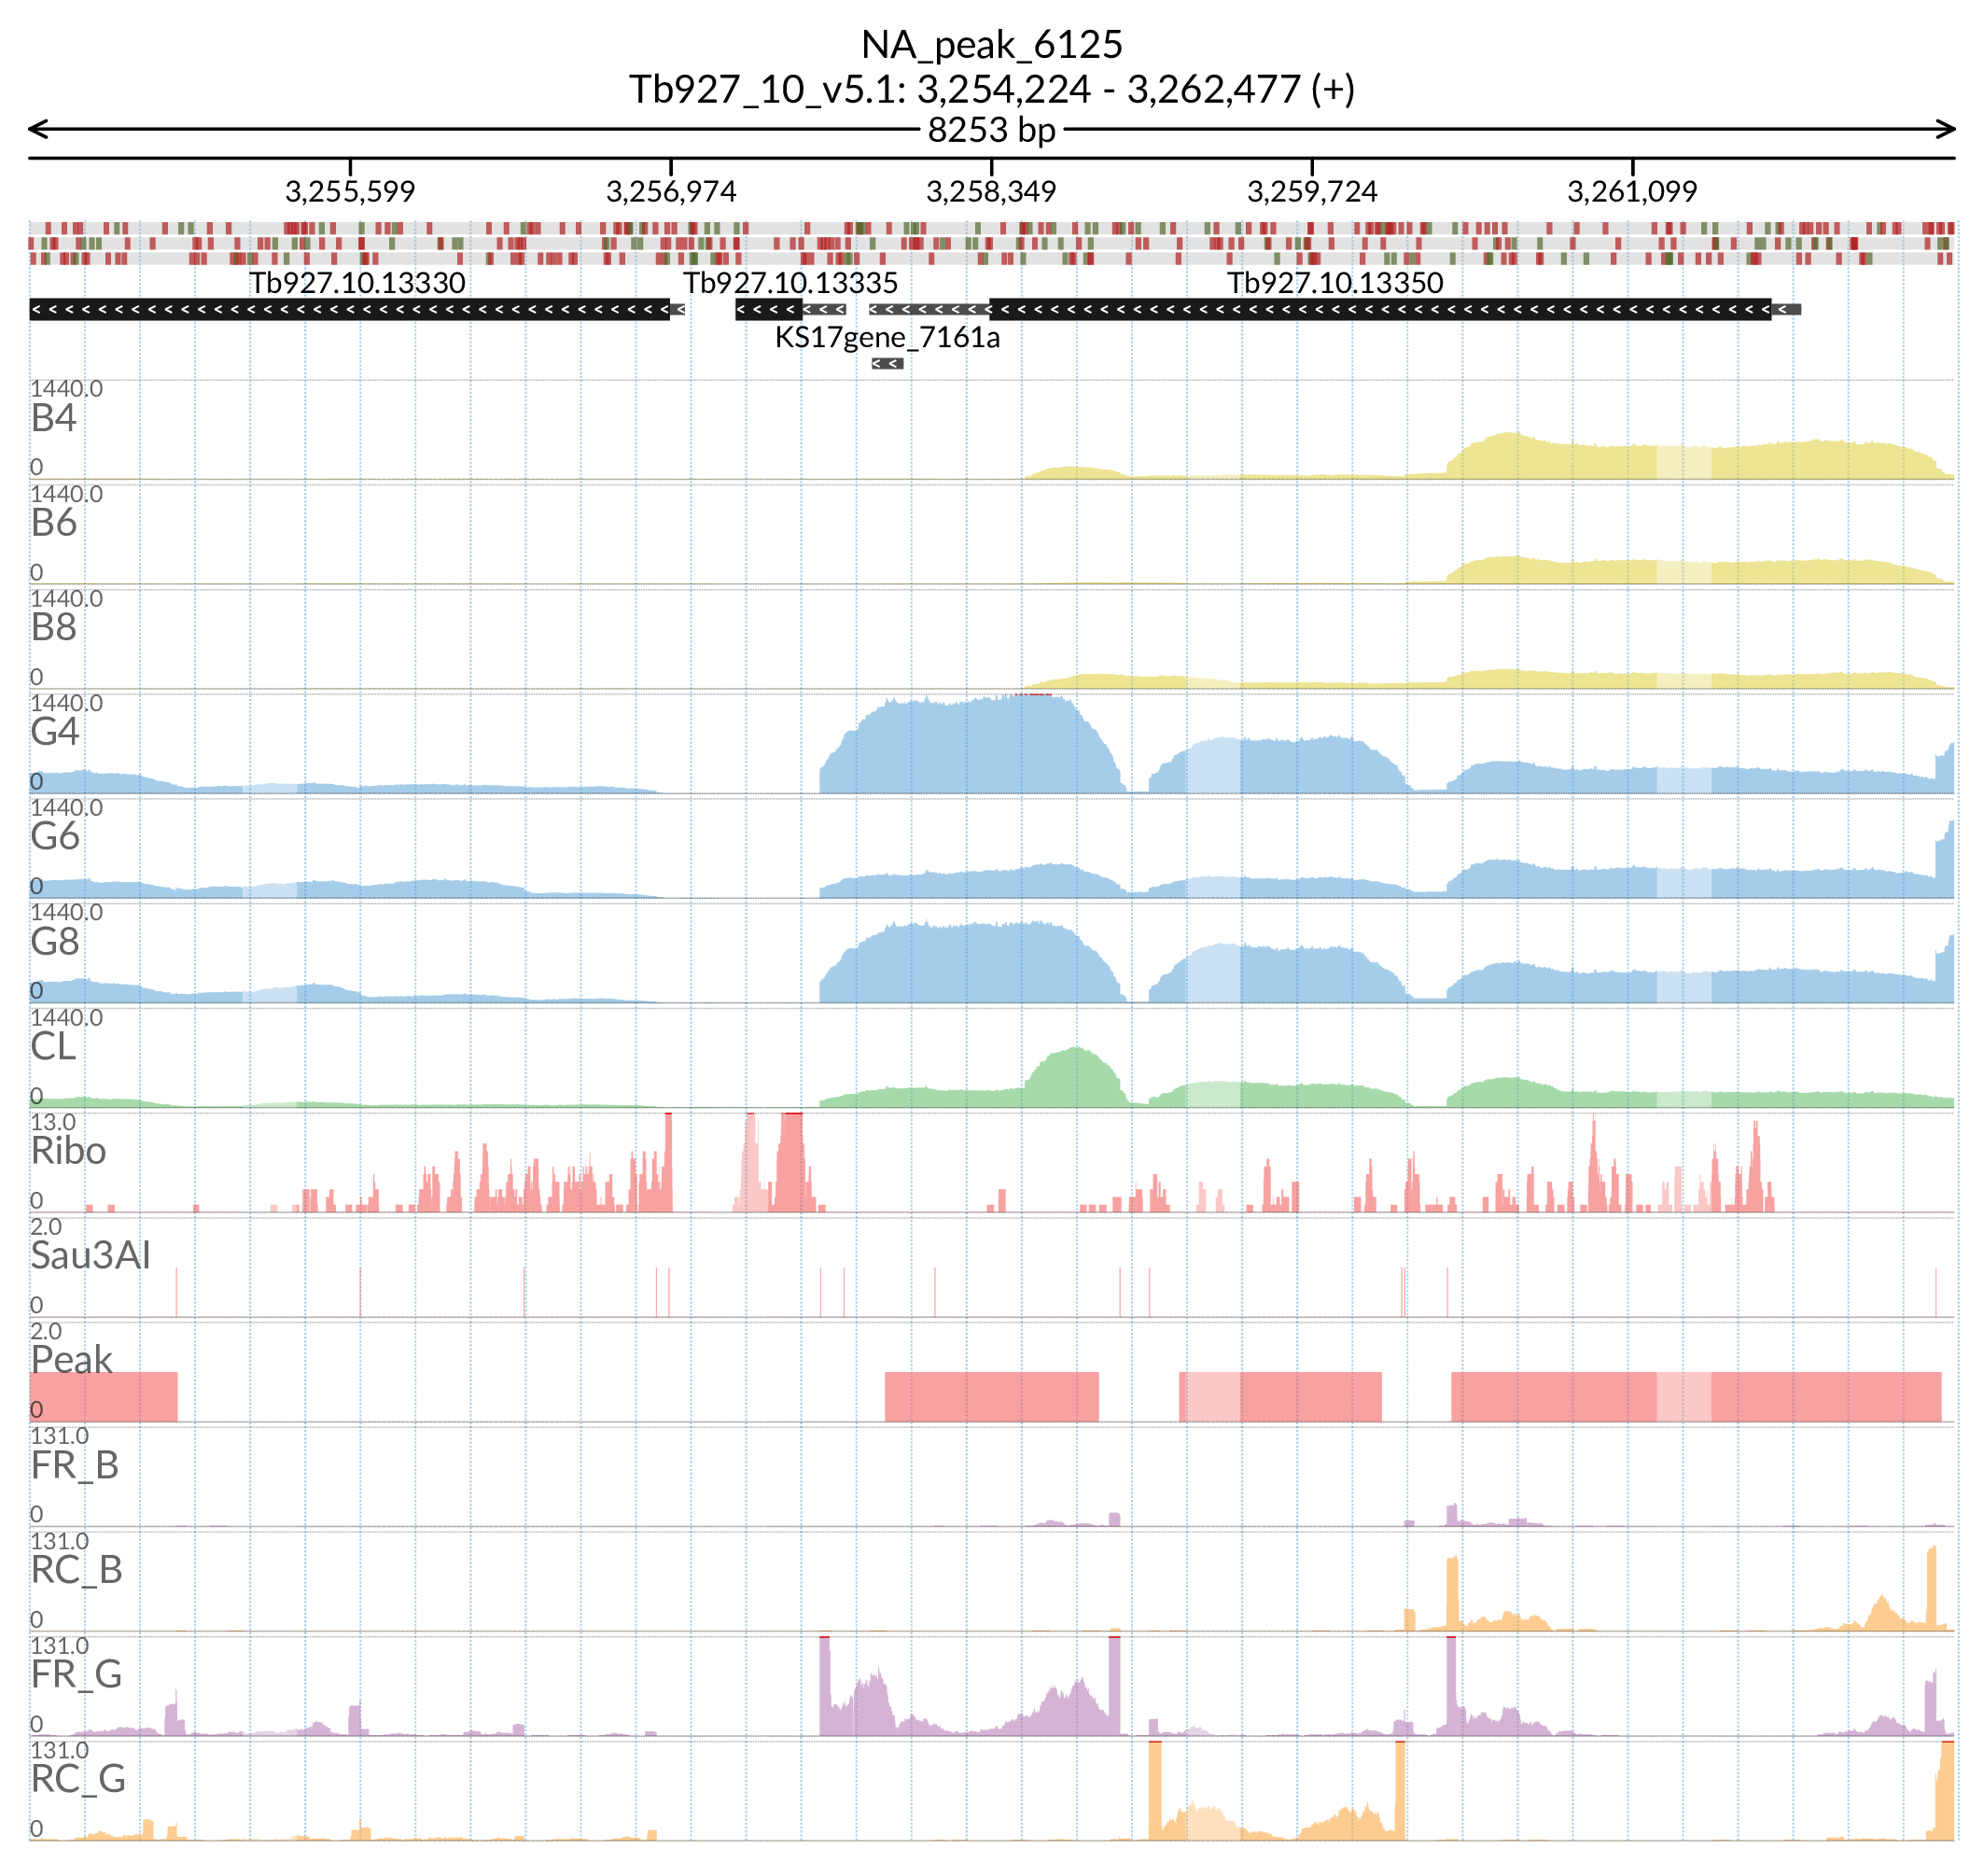 NA_peak_6125
Tb927_10_v5.1: 3,254,224 - 3,262,477 (+)
8253 bp
3,255,599 3,256,974 3,258,349 3,259,724 3,261,099
Tb927.10.13330 Tb927.10.13335 Tb927.10.13350
KS17gene_7161a
1440.0
B4
0
1440.0
B6
0
1440.0
B8
0
1440.0
G4
0
1440.0
G6
0
1440.0
G8
0
1440.0
CL
0
13.0
Ribo
0
2.0
Sau3AI
0
2.0
Peak
0
131.0
FR_B
0
131.0
RC_B
0
131.0
FR_G
0
131.0
RC_G
0